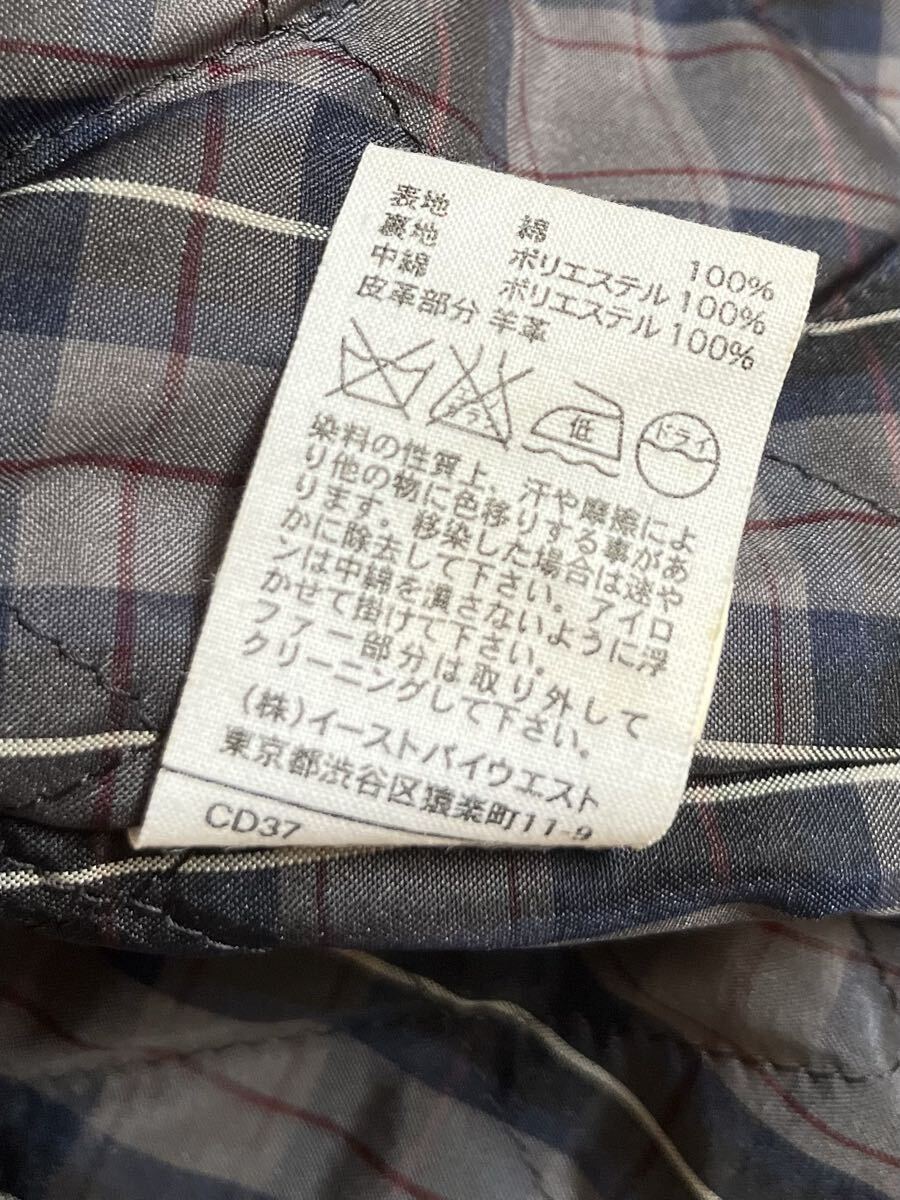 表地 綿 100%
裏地 ポリエステル 100%
中綿 ポリエステル 100%
皮革部分 羊革
エンソ サラシ 低 ドライ
染料の性質上、汗や摩擦によ
り他の物に色移りする事があ
ります。移染した場合は速や
かに除去して下さい。アイロ
ンは中綿を潰さないように浮
かせて掛けて下さい。
ファー部分は取り外して
クリーニングして下さい。
(株)イーストバイウエスト
東京都渋谷区猿楽町11-9
CD37